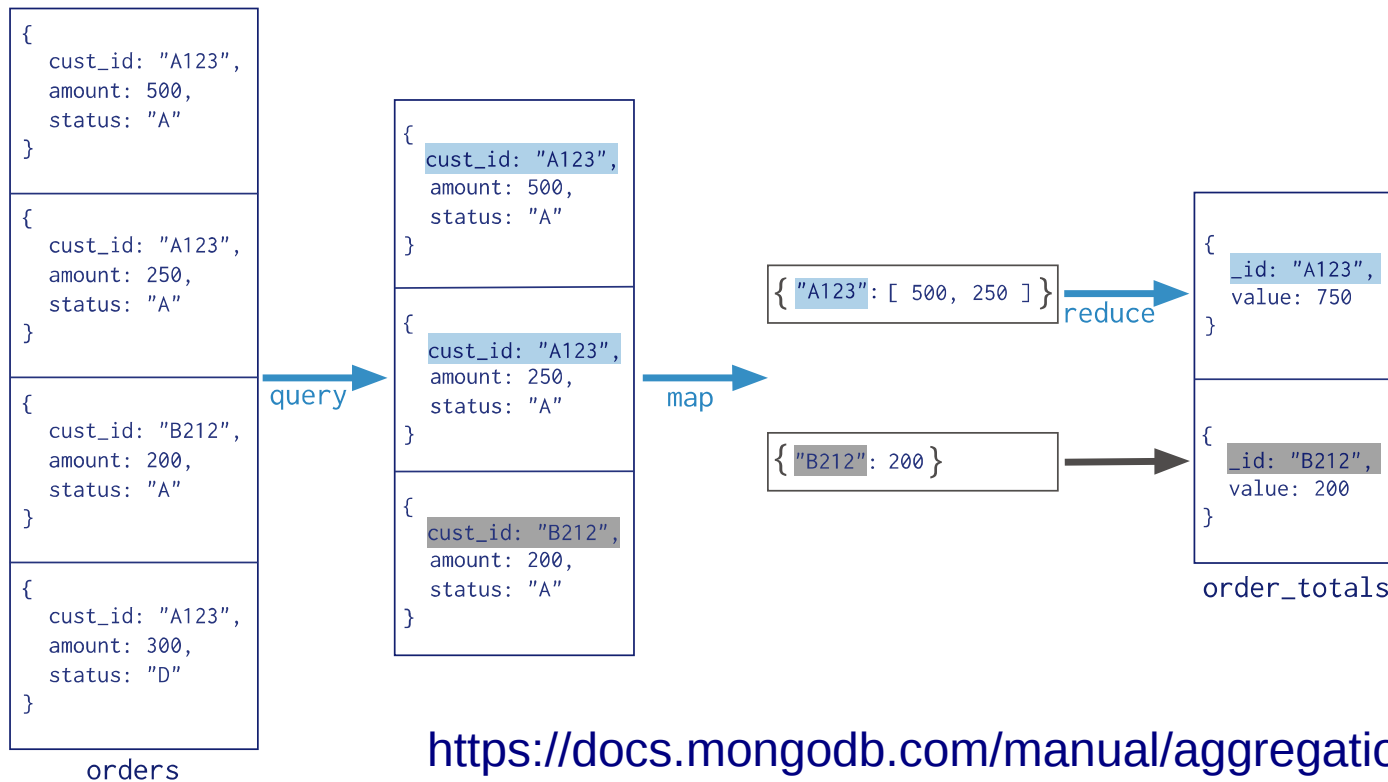 {
cust_id: "A123",
amount: 500,
status: "A"
}
{
cust_id: "A123",
amount: 250,
status: "A"
}
{
cust_id: "B212",
amount: 200,
status: "A"
}
{
cust_id: "A123",
amount: 300,
status: "D"
}
orders
query
{
cust_id: "A123",
amount: 500,
status: "A"
}
{
cust_id: "A123",
amount: 250,
status: "A"
}
{
cust_id: "B212",
amount: 200,
status: "A"
}
map
{ "A123": [ 500, 250 ] }
{ "B212": 200 }
reduce
{
_id: "A123",
value: 750
}
{
_id: "B212",
value: 200
}
order_totals
https://docs.mongodb.com/manual/aggregatio